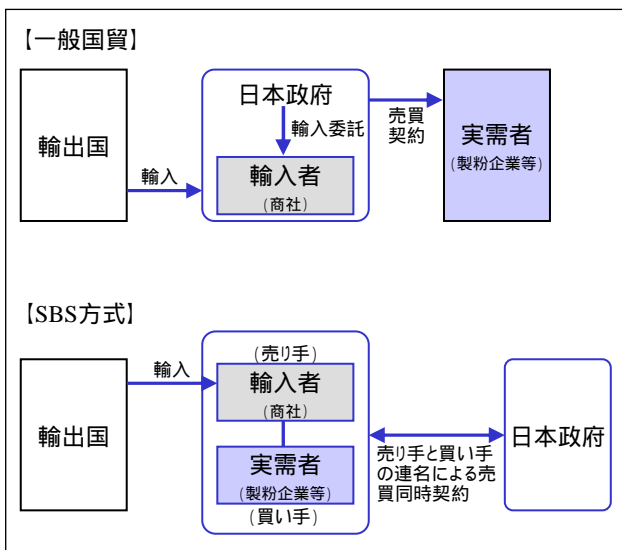 【一般国貿】
輸出国
輸入
日本政府
輸入委託
輸入者
(商社)
売買
契約
実需者
(製粉企業等)
【SBS方式】
輸出国
輸入
(売り手)
輸入者
(商社)
実需者
(製粉企業等)
(買い手)
売り手と買い手
の連名による売
買同時契約
日本政府